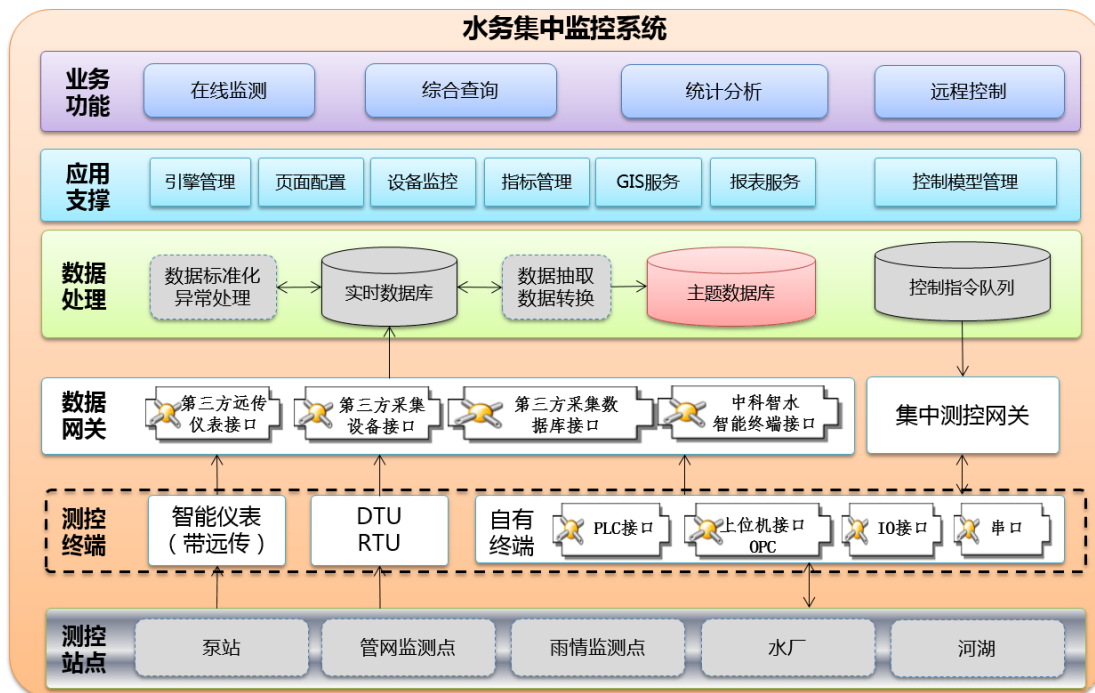 水务集中监控系统
业务
功能
在线监测
综合查询
统计分析
远程控制
应用
支撑
引擎管理
页面配置
设备监控
指标管理
GIS服务
报表服务
控制模型管理
数据
处理
数据标准化
异常处理
实时数据库
数据抽取
数据转换
主题数据库
控制指令队列
数据
网关
第三方远传
仪表接口
第三方采集
设备接口
第三方采集数
据库接口
中科智水
智能终端接口
集中测控网关
测控
终端
智能仪表
（带远传）
DTU
RTU
自有
终端
PLC接口
上位机接口
OPC
IO接口
串口
测控
站点
泵站
管网监测点
雨情监测点
水厂
河湖